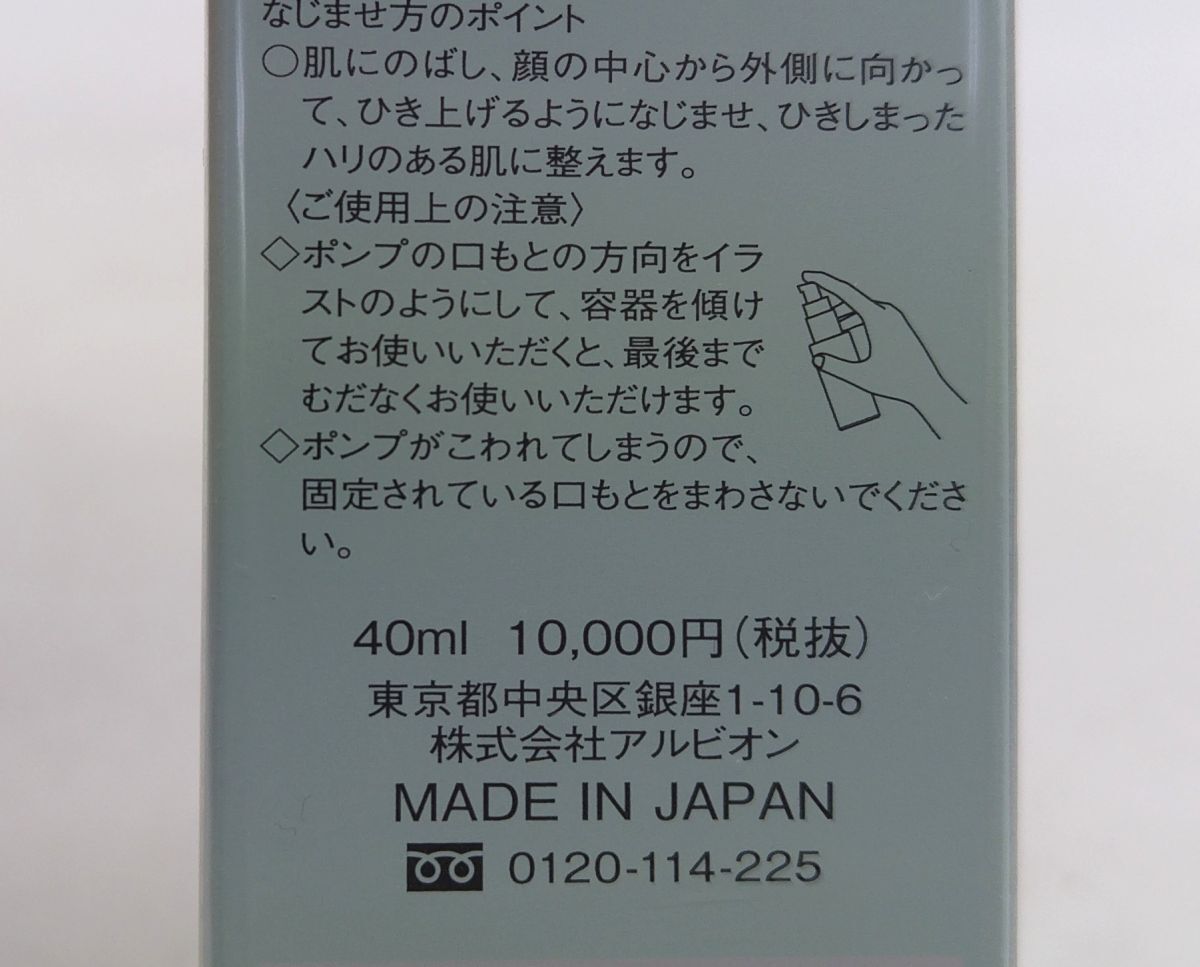 なじませ方のポイント
○肌にのばし、顔の中心から外側に向かっ
て、ひき上げるようになじませ、ひきしまった
ハリのある肌に整えます。
〈ご使用上の注意〉
◇ポンプの口もとの方向をイラ
ストのようにして、容器を傾け
てお使いいただくと、最後まで
むだなくお使いいただけます。
◇ポンプがこわれてしまうので、
固定されている口もとをまわさないでくださ
い。
40ml 10,000円(税抜)
東京都中央区銀座1-10-6
株式会社アルビオン
MADE IN JAPAN
0120-114-225